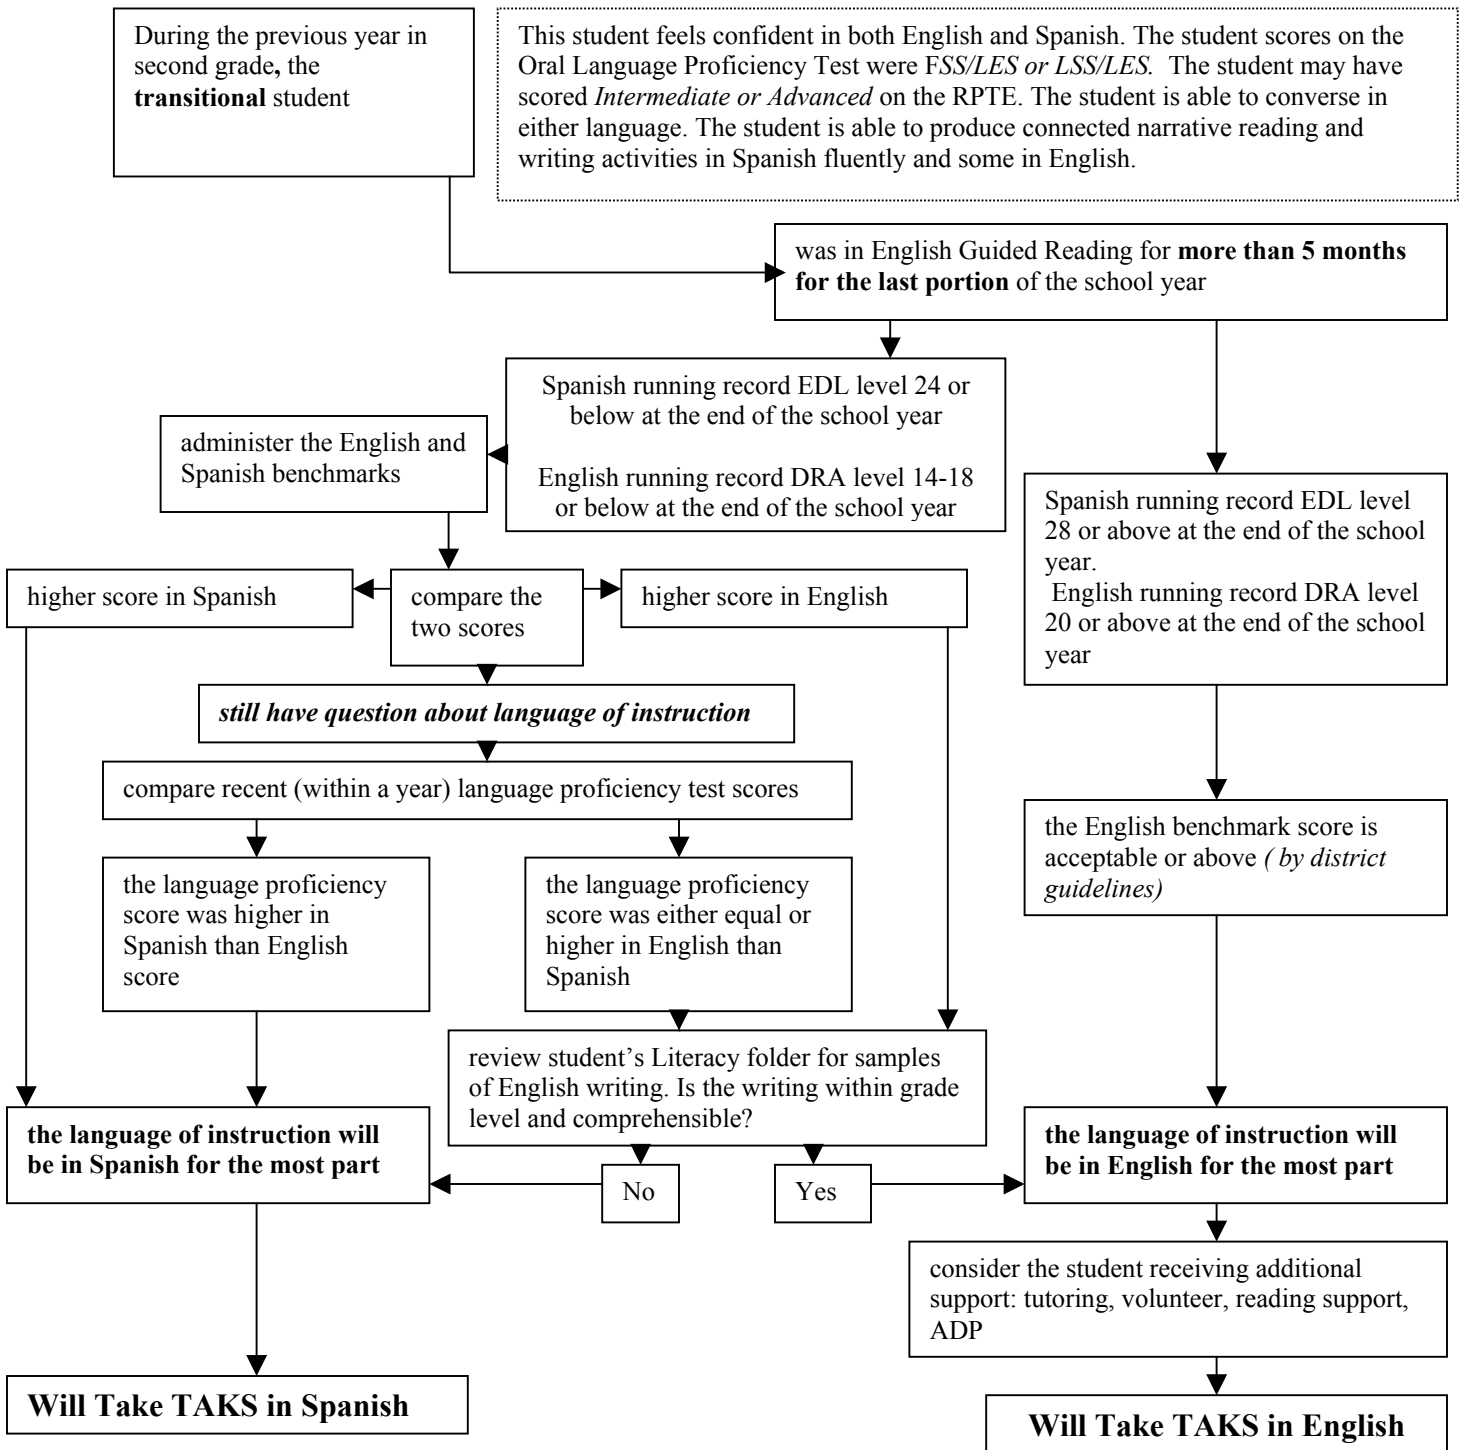 During the previous year in
second grade, the
transitional student
This student feels confident in both English and Spanish. The student scores on the
Oral Language Proficiency Test were FSS/LES or LSS/LES. The student may have
scored Intermediate or Advanced on the RPTE. The student is able to converse in
either language. The student is able to produce connected narrative reading and
writing activities in Spanish fluently and some in English.
was in English Guided Reading for more than 5 months
for the last portion of the school year
Spanish running record EDL level 24 or
below at the end of the school year
English running record DRA level 14-18
or below at the end of the school year
administer the English and
Spanish benchmarks
Spanish running record EDL level
28 or above at the end of the school
year.
English running record DRA level
20 or above at the end of the school
year
higher score in Spanish
compare the
two scores
higher score in English
still have question about language of instruction
compare recent (within a year) language proficiency test scores
the English benchmark score is
acceptable or above ( by district
guidelines)
the language proficiency
score was higher in
Spanish than English
score
the language proficiency
score was either equal or
higher in English than
Spanish
review student’s Literacy folder for samples
of English writing. Is the writing within grade
level and comprehensible?
the language of instruction will
be in Spanish for the most part
No
Yes
the language of instruction will
be in English for the most part
consider the student receiving additional
support: tutoring, volunteer, reading support,
ADP
Will Take TAKS in Spanish
Will Take TAKS in English